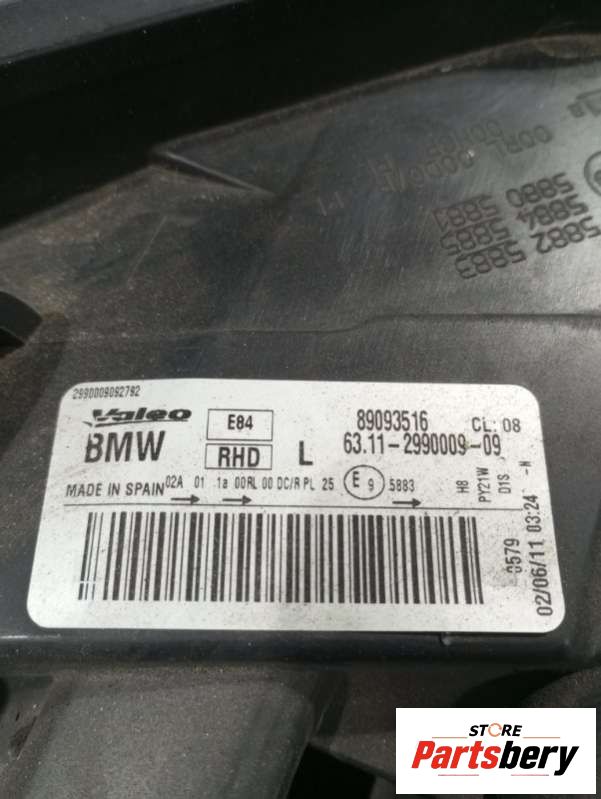 5882 5883
5884 5885
5880 5881
2990009092792
Valeo E84 89093516 CL: 08
BMW RHD L 63.11-2990009-09
MADE IN SPAIN 02A 01 1a 00RL 00 DC/R PL 25 E 9 5883 H8 PY21W D1S -N
0579
02/06/11 03:24
STORE
Partsbery